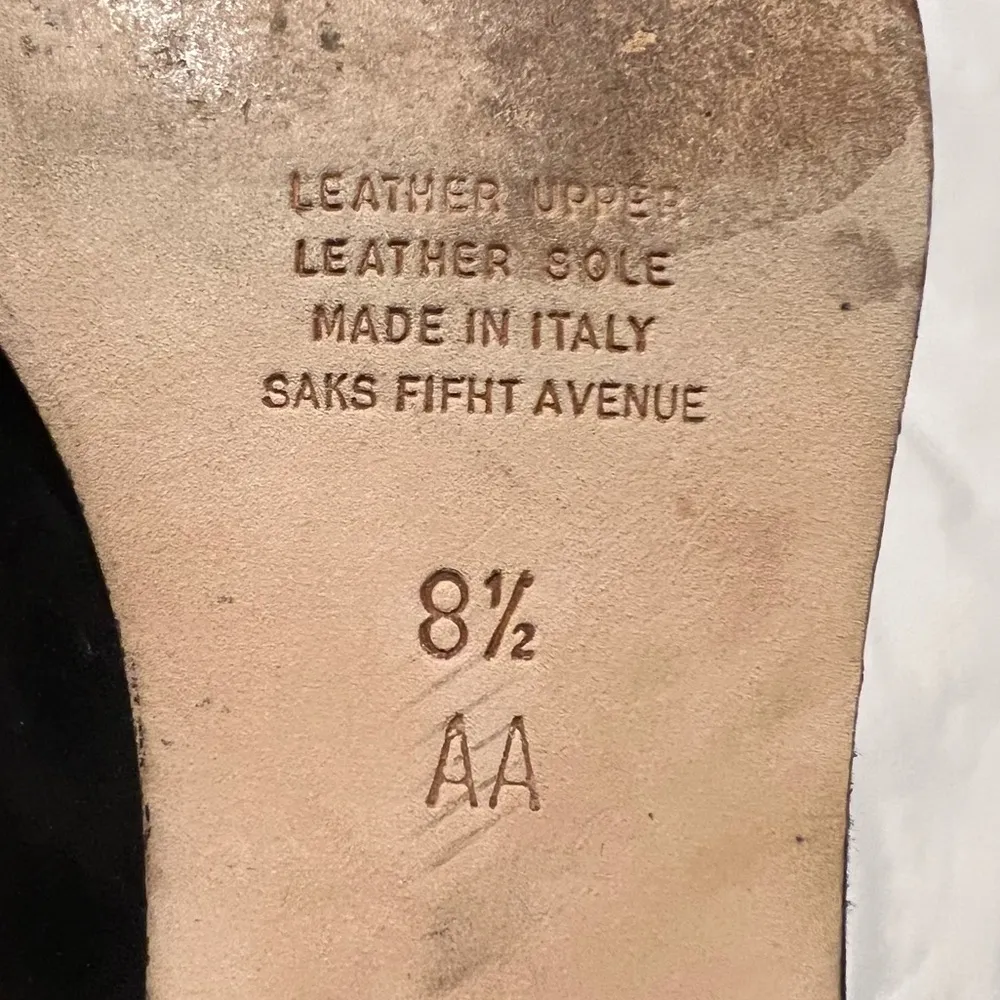 LEATHER UPPER
LEATHER SOLE
MADE IN ITALY
SAKS FIFHT AVENUE
8½
AA